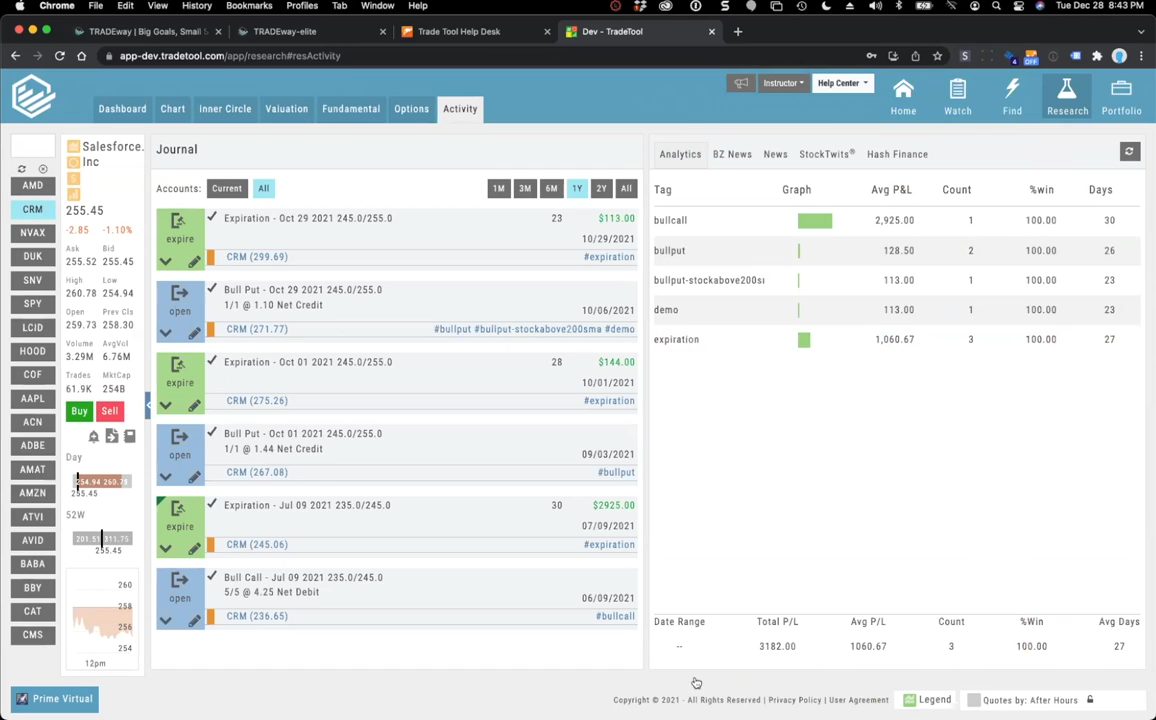 Chrome File Edit View History Bookmarks Profiles Tab Window Help Tue Dec 28 8:43 PM
TRADEway | Big Goals, Small S TRADEway-elite Trade Tool Help Desk Dev - TradeTool
app-dev.tradetool.com/app/research#resActivity
Dashboard Chart Inner Circle Valuation Fundamental Options Activity
Instructor Help Center
Home Watch Find Research Portfolio
AMD
CRM
NVAX
DUK
SNV
SPY
LCID
HOOD
COF
AAPL
ACN
ADBE
AMAT
AMZN
ATVI
AVID
BABA
BBY
CAT
CMS
Salesforce.
Inc
255.45
-2.85 -1.10%
Ask Bid
255.52 255.45
High Low
260.78 254.94
Open Prev Cls
259.73 258.30
Volume AvgVol
3.29M 6.76M
Trades MktCap
61.9K 254B
Buy Sell
Day
254.94 260.78
255.45
52W
201.51 311.75
255.45
260
258
256
254
12pm
Journal
Accounts: Current All 1M 3M 6M 1Y 2Y All
expire
Expiration - Oct 29 2021 245.0/255.0 23 $113.00
10/29/2021
CRM (299.69) #expiration
open
Bull Put - Oct 29 2021 245.0/255.0
1/1 @ 1.10 Net Credit 10/06/2021
CRM (271.77) #bullput #bullput-stockabove200sma #demo
expire
Expiration - Oct 01 2021 245.0/255.0 28 $144.00
10/01/2021
CRM (275.26) #expiration
open
Bull Put - Oct 01 2021 245.0/255.0
1/1 @ 1.44 Net Credit 09/03/2021
CRM (267.08) #bullput
expire
Expiration - Jul 09 2021 235.0/245.0 30 $2925.00
07/09/2021
CRM (245.06) #expiration
open
Bull Call - Jul 09 2021 235.0/245.0
5/5 @ 4.25 Net Debit 06/09/2021
CRM (236.65) #bullcall
Analytics BZ News News StockTwits® Hash Finance
Tag Graph Avg P&L Count %win Days
bullcall 2,925.00 1 100.00 30
bullput 128.50 2 100.00 26
bullput-stockabove200s 113.00 1 100.00 23
demo 113.00 1 100.00 23
expiration 1,060.67 3 100.00 27
Date Range Total P/L Avg P/L Count %Win Avg Days
-- 3182.00 1060.67 3 100.00 27
Prime Virtual
Copyright © 2021 - All Rights Reserved | Privacy Policy | User Agreement Legend Quotes by: After Hours